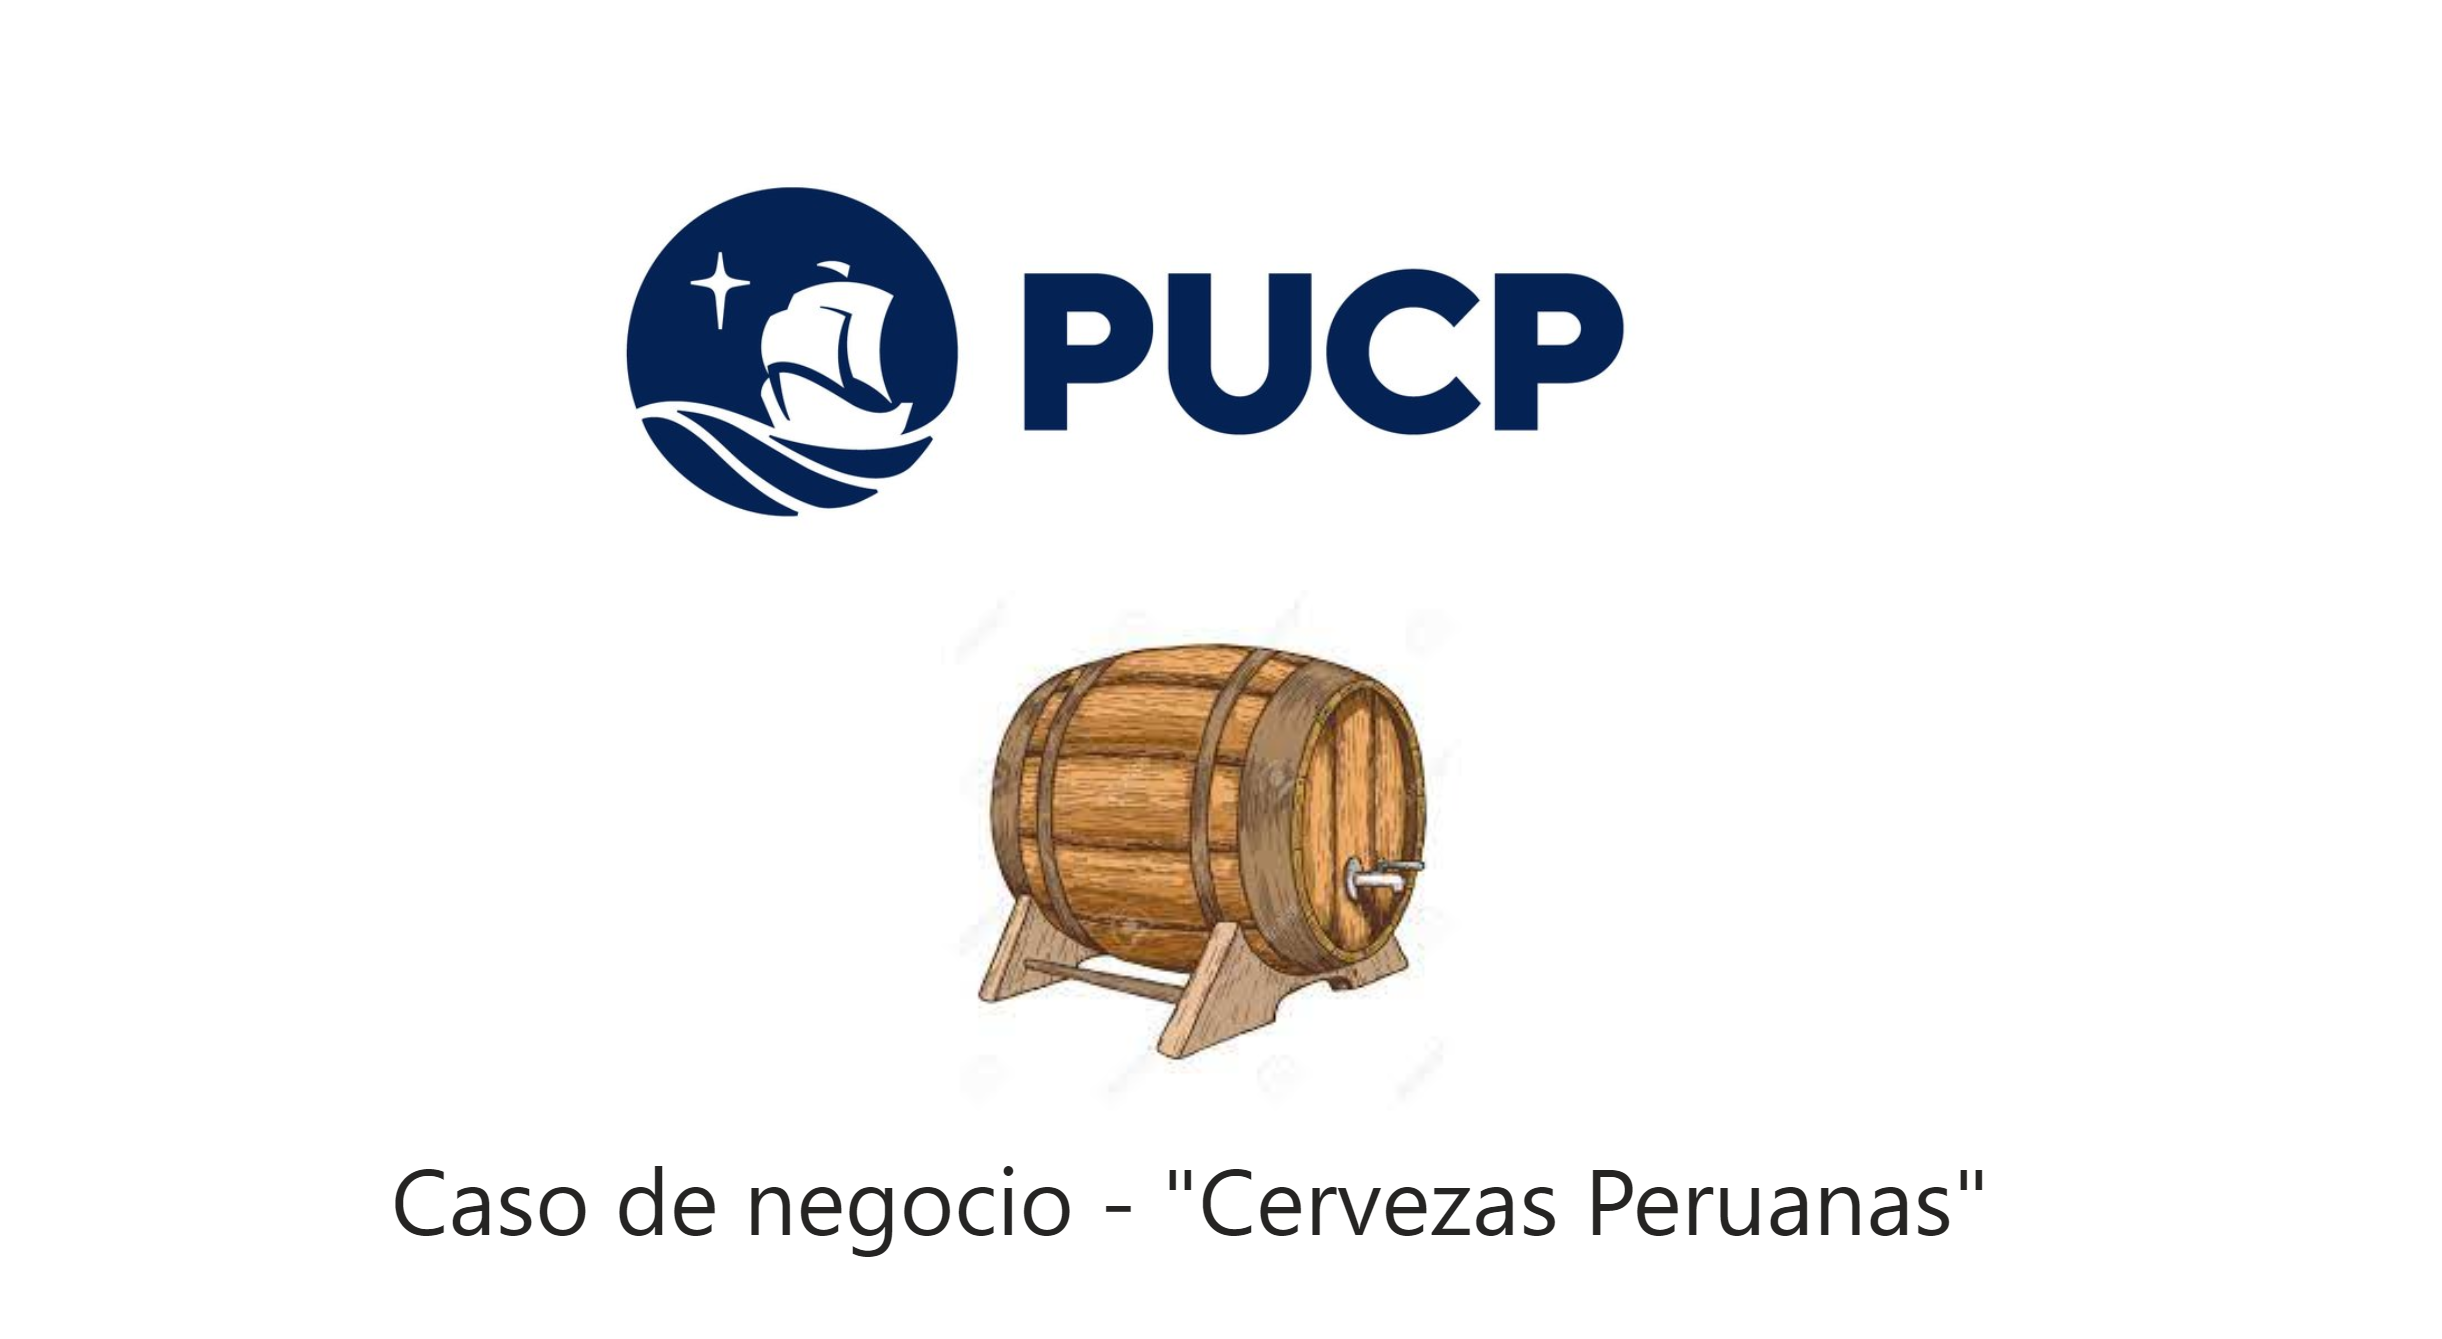 PUCP
Caso de negocio - "Cervezas Peruanas"